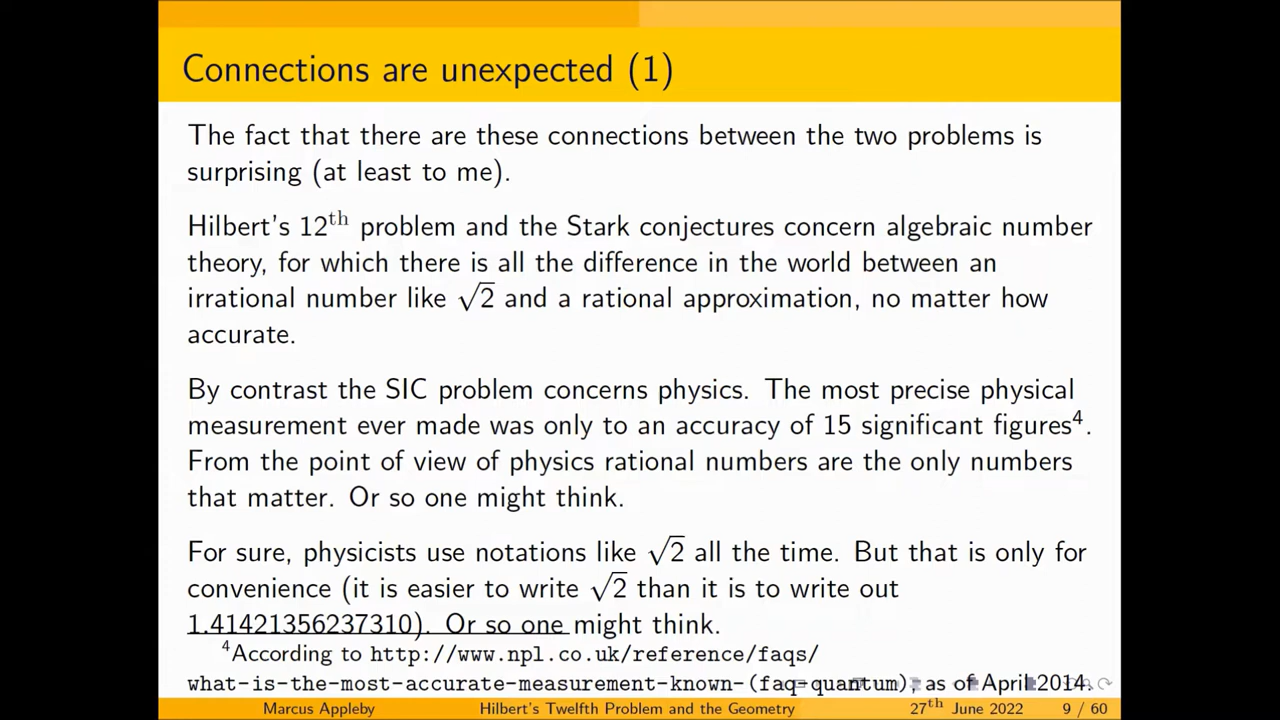 Connections are unexpected (1)
The fact that there are these connections between the two problems is
surprising (at least to me).
Hilbert's 12th problem and the Stark conjectures concern algebraic number
theory, for which there is all the difference in the world between an
irrational number like √2 and a rational approximation, no matter how
accurate.
By contrast the SIC problem concerns physics. The most precise physical
measurement ever made was only to an accuracy of 15 significant figures4.
From the point of view of physics rational numbers are the only numbers
that matter. Or so one might think.
For sure, physicists use notations like √2 all the time. But that is only for
convenience (it is easier to write √2 than it is to write out
1.41421356237310). Or so one might think.
4According to http://www.npl.co.uk/reference/faqs/
what-is-the-most-accurate-measurement-known-(faq-quantum), as of April 2014.
Marcus Appleby Hilbert's Twelfth Problem and the Geometry 27th June 2022 9 / 60